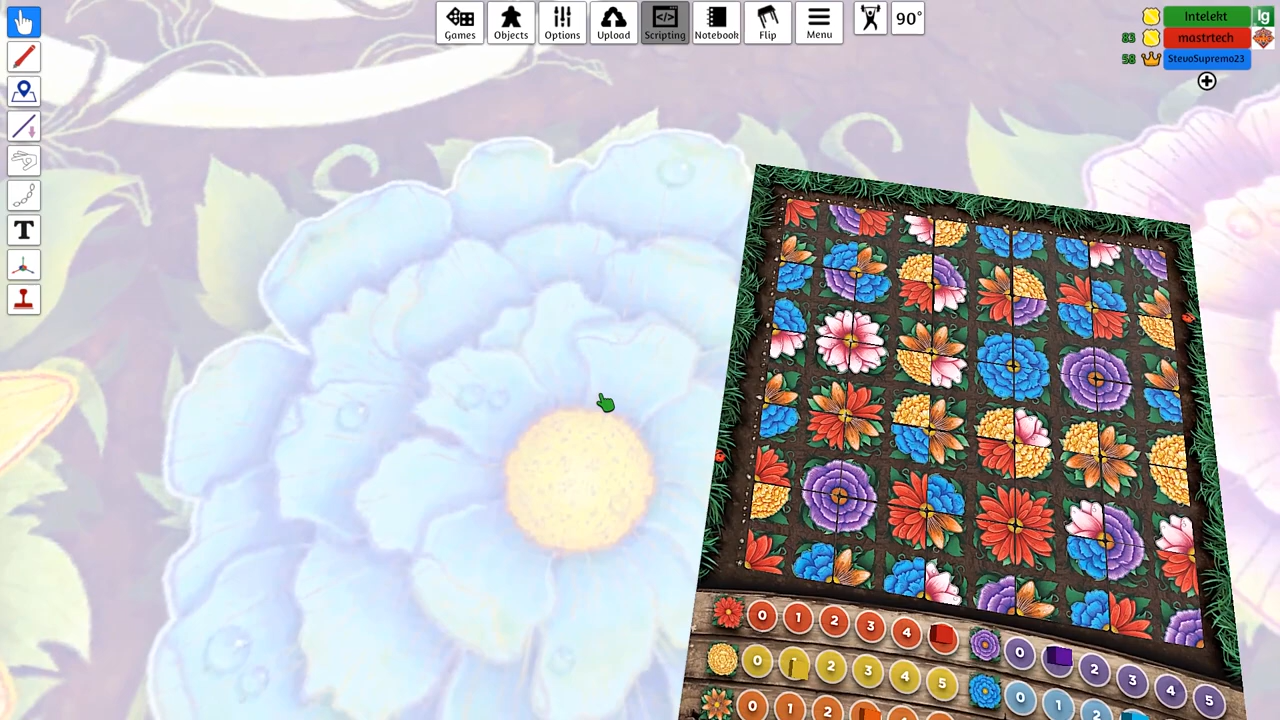 Games
Objects
Options
Upload
Scripting
Notebook
Flip
Menu
90°
Intelekt
lg
83
mastrtech
58
StevoSupremo23
T
0 1 2 3 4
0 2 3 4 5
0 2 3 4 5
0 1 2
0 1 2